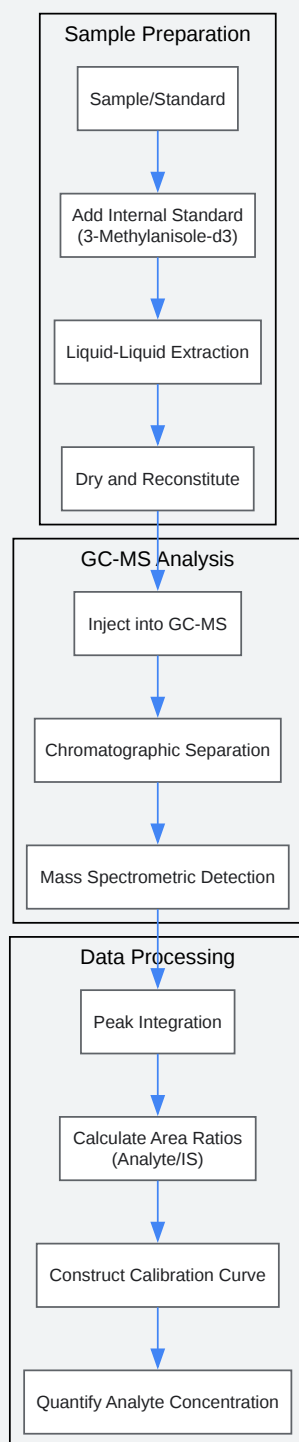 Sample Preparation
Sample/Standard
Add Internal Standard
(3-Methylanisole-d3)
Liquid-Liquid Extraction
Dry and Reconstitute
GC-MS Analysis
Inject into GC-MS
Chromatographic Separation
Mass Spectrometric Detection
Data Processing
Peak Integration
Calculate Area Ratios
(Analyte/IS)
Construct Calibration Curve
Quantify Analyte Concentration